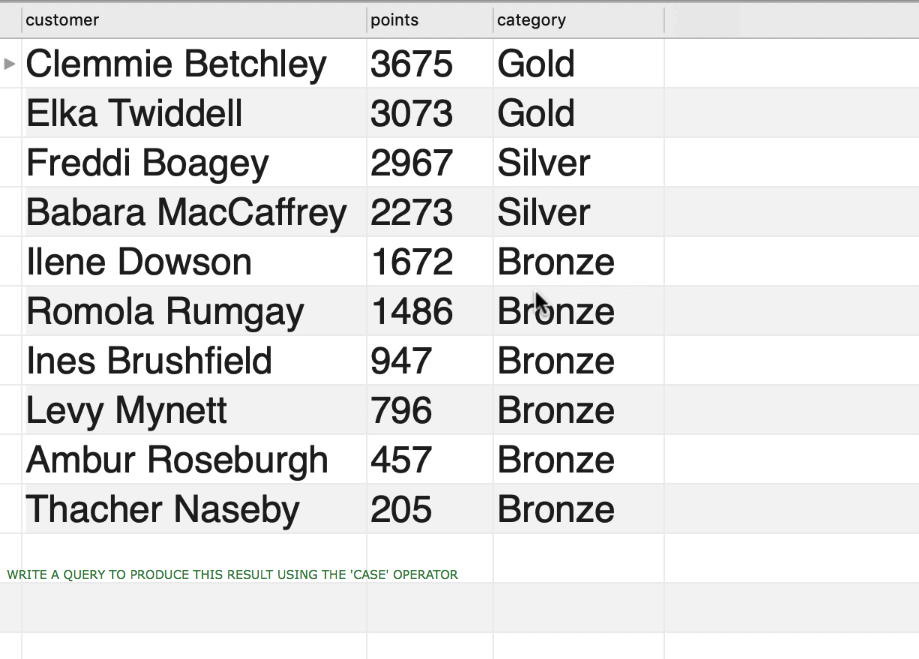 customer points category
Clemmie Betchley 3675 Gold
Elka Twiddell 3073 Gold
Freddi Boagey 2967 Silver
Babara MacCaffrey 2273 Silver
Ilene Dowson 1672 Bronze
Romola Rumgay 1486 Bronze
Ines Brushfield 947 Bronze
Levy Mynett 796 Bronze
Ambur Roseburgh 457 Bronze
Thacher Naseby 205 Bronze
WRITE A QUERY TO PRODUCE THIS RESULT USING THE 'CASE' OPERATOR